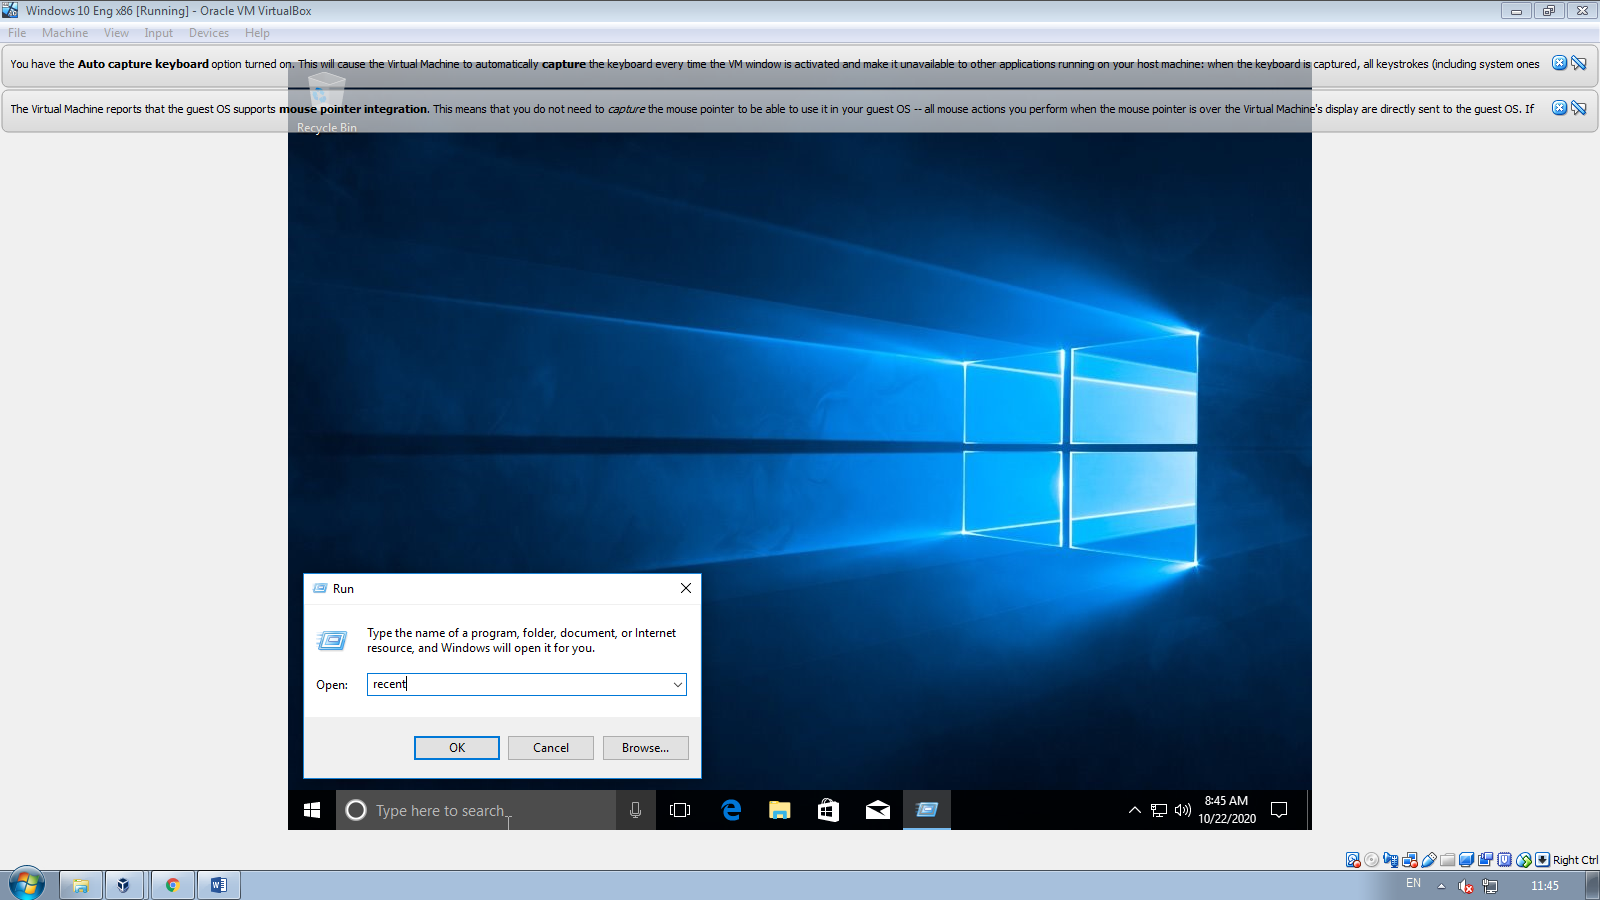 Windows 10 Eng x86 [Running] - Oracle VM VirtualBox
File Machine View Input Devices Help
You have the Auto capture keyboard option turned on. This will cause the Virtual Machine to automatically capture the keyboard every time the VM window is activated and make it unavailable to other applications running on your host machine: when the keyboard is captured, all keystrokes (including system ones
The Virtual Machine reports that the guest OS supports mouse pointer integration. This means that you do not need to capture the mouse pointer to be able to use it in your guest OS -- all mouse actions you perform when the mouse pointer is over the Virtual Machine's display are directly sent to the guest OS. If
Recycle Bin
Run
Type the name of a program, folder, document, or Internet
resource, and Windows will open it for you.
Open: recent
OK Cancel Browse...
Type here to search
8:45 AM
10/22/2020
Right Ctrl
EN 11:45